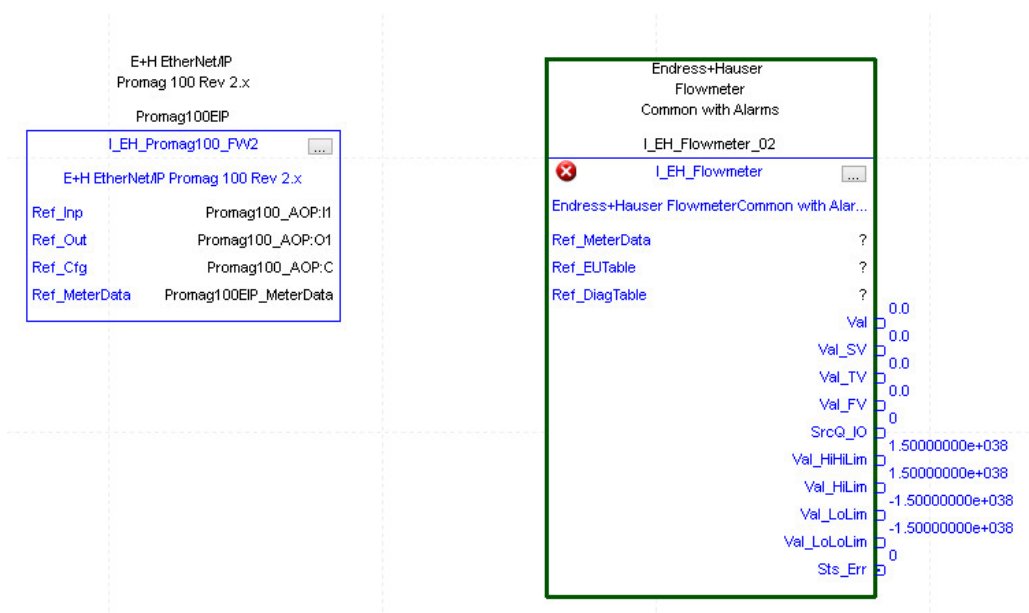 E+H EtherNet/IP
Promag 100 Rev 2.x
Promag100EIP
I_EH_Promag100_FW2 ...
E+H EtherNet/IP Promag 100 Rev 2.x
Ref_Inp Promag100_AOP:I1
Ref_Out Promag100_AOP:O1
Ref_Cfg Promag100_AOP:C
Ref_MeterData Promag100EIP_MeterData
Endress+Hauser
Flowmeter
Common with Alarms
I_EH_Flowmeter_02
I_EH_Flowmeter ...
Endress+Hauser FlowmeterCommon with Alar...
Ref_MeterData ?
Ref_EUTable ?
Ref_DiagTable ?
0.0
Val
0.0
Val_SV
0.0
Val_TV
0.0
Val_FV
0
SrcQ_IO
1.50000000e+038
Val_HiHiLim
1.50000000e+038
Val_HiLim
-1.50000000e+038
Val_LoLim
-1.50000000e+038
Val_LoLoLim
0
Sts_Err